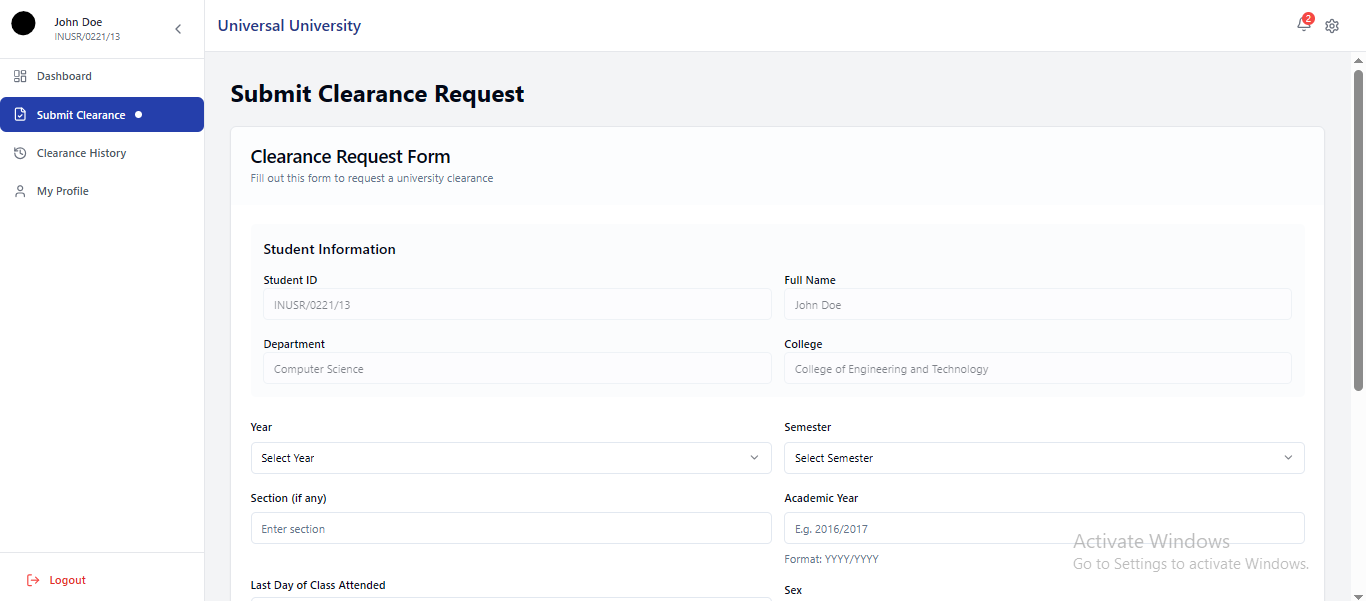 John Doe
INUSR/0221/13
Universal University
2
Dashboard
Submit Clearance
Clearance History
My Profile
Logout
Submit Clearance Request
Clearance Request Form
Fill out this form to request a university clearance
Student Information
Student ID
Full Name
INUSR/0221/13
John Doe
Department
College
Computer Science
College of Engineering and Technology
Year
Semester
Select Year
Select Semester
Section (if any)
Academic Year
Enter section
E.g. 2016/2017
Format: YYYY/YYYY
Last Day of Class Attended
Sex
Activate Windows
Go to Settings to activate Windows.